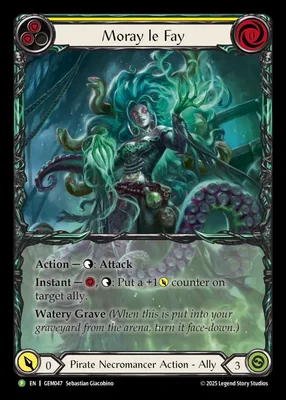 Moray le Fay
Action — : Attack
Instant — , : Put a +1 counter on
target ally.
Watery Grave (When this is put into your
graveyard from the arena, turn it face-down.)
0 Pirate Necromancer Action - Ally 3
P EN | GEM047 Sebastian Giacobino © 2025 Legend Story Studios